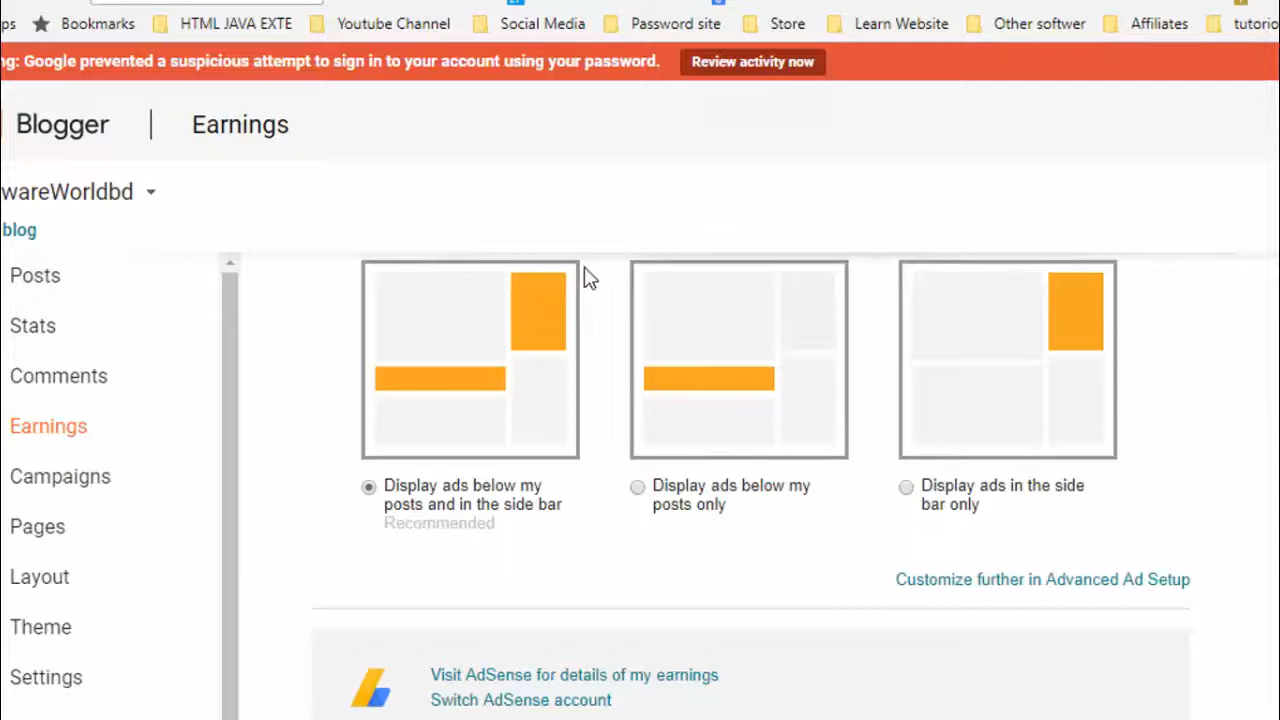 ps Bookmarks HTML JAVA EXTE Youtube Channel Social Media Password site Store Learn Website Other softwer Affiliates tutorio
ng: Google prevented a suspicious attempt to sign in to your account using your password. Review activity now
Blogger | Earnings
wareWorldbd
blog
Posts
Stats
Comments
Earnings
Campaigns
Pages
Layout
Theme
Settings
Display ads below my
posts and in the side bar
Recommended
Display ads below my
posts only
Display ads in the side
bar only
Customize further in Advanced Ad Setup
Visit AdSense for details of my earnings
Switch AdSense account